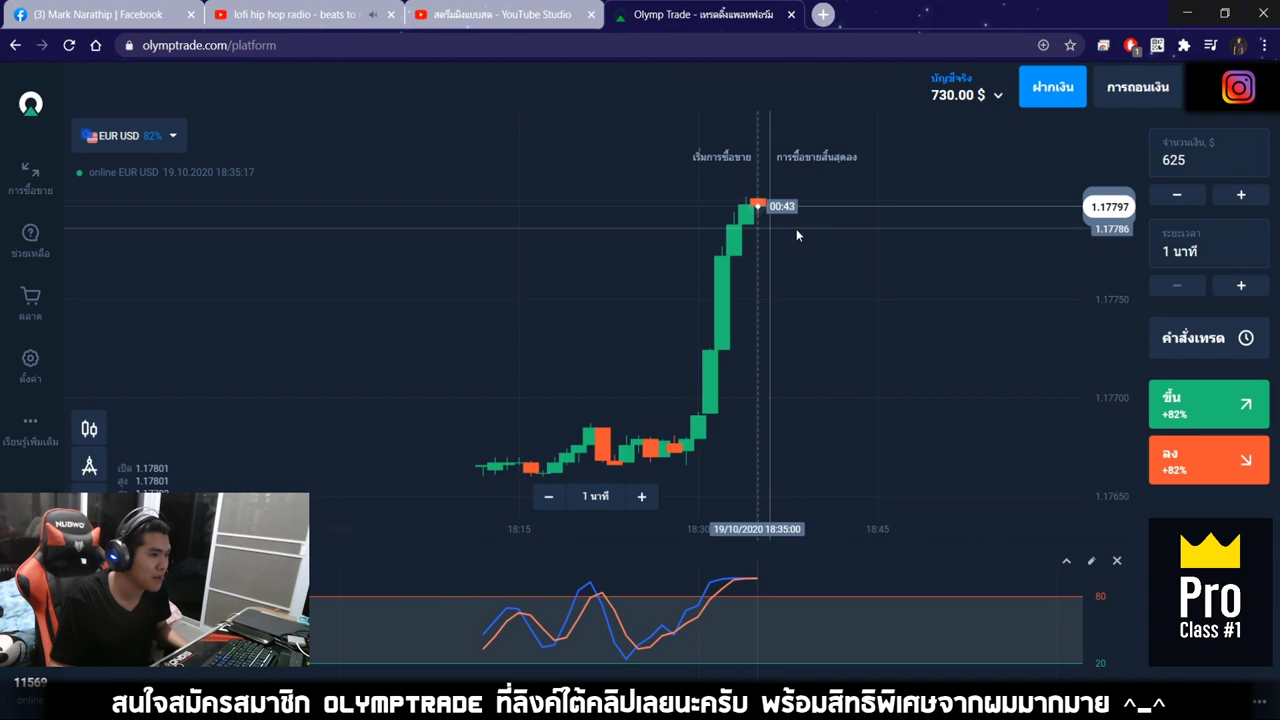 (3) Mark Narathip | Facebook
lofi hip hop radio - beats to r
สตรีมมิงแบบสด - YouTube Studio
Olymp Trade - เทรดดิ้งแพลทฟอร์ม
olymptrade.com/platform
1
บัญชีจริง
730.00 $
ฝากเงิน
การถอนเงิน
EUR USD 82%
online EUR USD 19.10.2020 18:35:17
เริ่มการซื้อขาย
การซื้อขายสิ้นสุดลง
00:43
1.17797
1.17786
1.17750
1.17700
1.17650
จำนวนเงิน, $
625
ระยะเวลา
1 นาที
คำสั่งเทรด
ขึ้น
+82%
ลง
+82%
การซื้อขาย
ช่วยเหลือ
ตลาด
ตั้งค่า
เรียนรู้เพิ่มเติม
เปิด 1.17801
สูง 1.17801
1 นาที
18:15
18:30
19/10/2020 18:35:00
18:45
80
20
NUBWO
Pro
Class #1
11569
online
สนใจสมัครสมาชิก OLYMPTRADE ที่ลิงค์ใต้คลิปเลยนะครับ พร้อมสิทธิพิเศษจากผมมากมาย ^_^